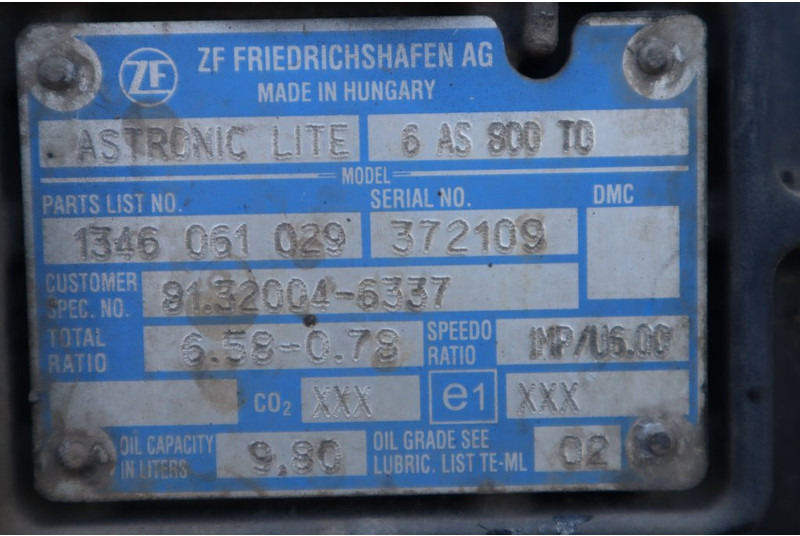 ZF ZF FRIEDRICHSHAFEN AG
MADE IN HUNGARY
ASTRONIC LITE 6 AS 800 TO
MODEL
PARTS LIST NO. SERIAL NO. DMC
1346 061 029 372109
CUSTOMER SPEC. NO. 81.32004-6337
TOTAL RATIO 6.58-0.78 SPEEDO RATIO IMP/U6.00
CO2 XXX e1 XXX
OIL CAPACITY IN LITERS 9,80 OIL GRADE SEE LUBRIC. LIST TE-ML 02